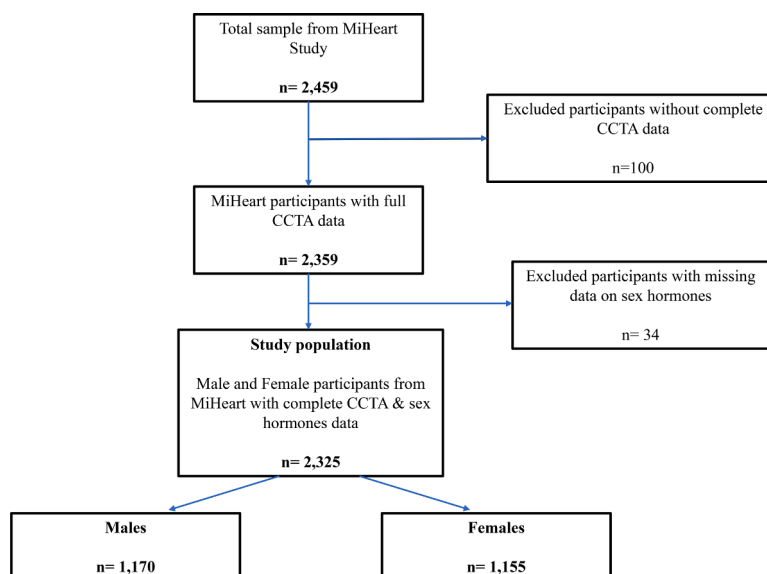 Total sample from MiHeart
Study
n= 2,459
Excluded participants without complete
CCTA data
n=100
MiHeart participants with full
CCTA data
n= 2,359
Excluded participants with missing
data on sex hormones
n= 34
Study population
Male and Female participants from
MiHeart with complete CCTA & sex
hormones data
n= 2,325
Males
n= 1,170
Females
n= 1,155